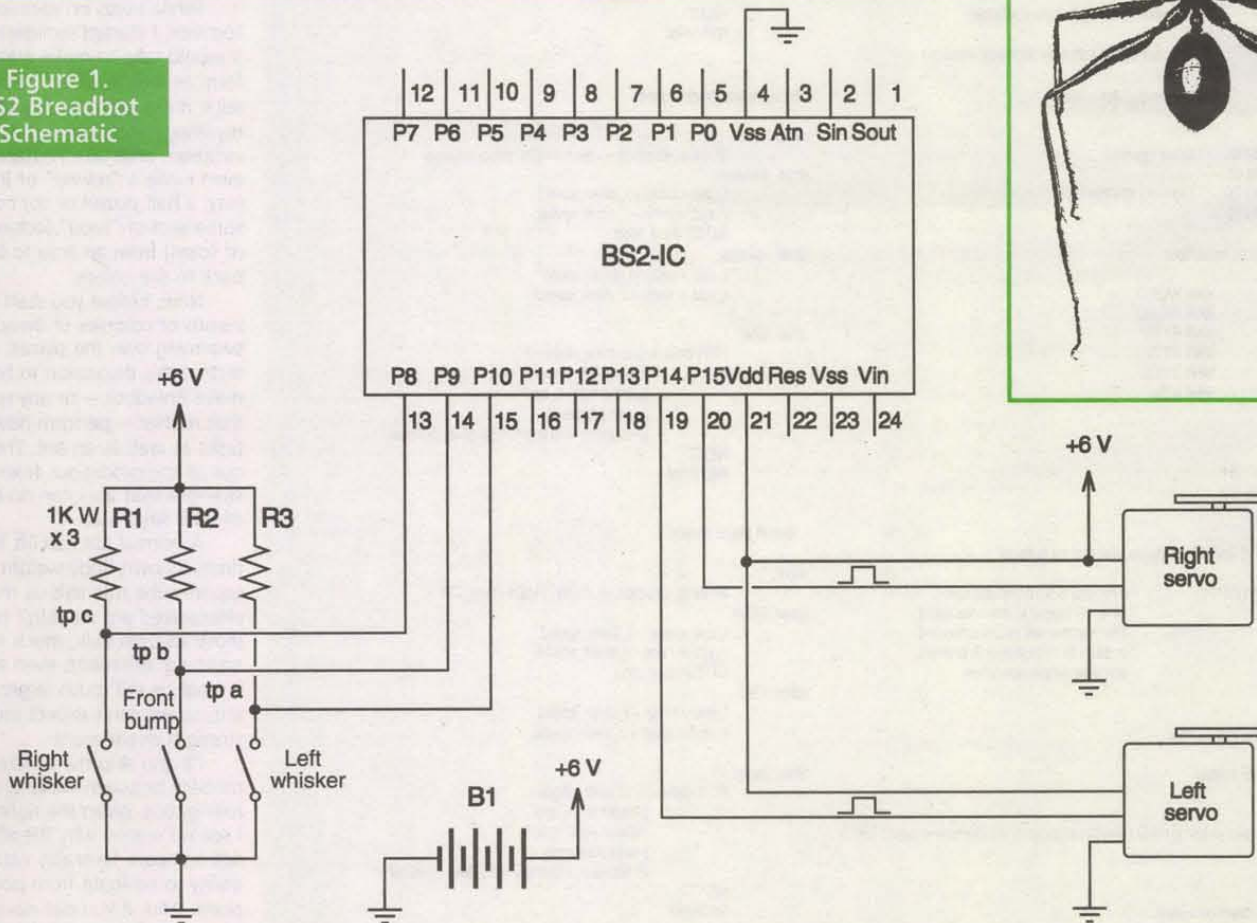 Figure 1.
S2 Breadbot
Schematic
12 11 10 9 8 7 6 5 4 3 2 1
P7 P6 P5 P4 P3 P2 P1 P0 Vss Atn Sin Sout
BS2-IC
P8 P9 P10 P11 P12 P13 P14 P15 Vdd Res Vss Vin
13 14 15 16 17 18 19 20 21 22 23 24
+6 V
1K W R1 R2 R3
x 3
tp c
tp b
tp a
Front
bump
Right
whisker
Left
whisker
B1
+6 V
+6 V
Right
servo
Left
servo